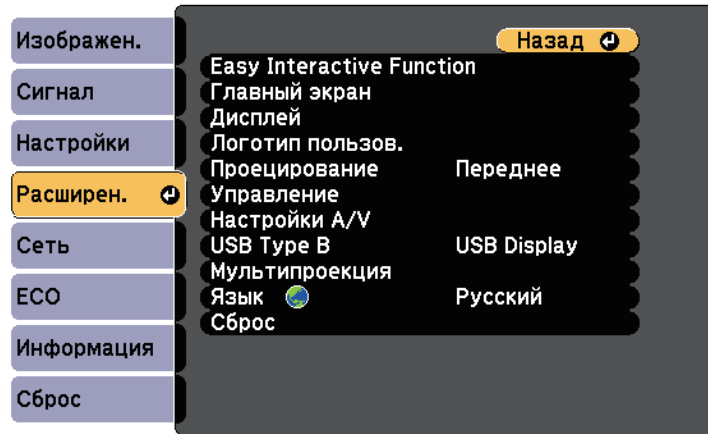 Изображен.
Сигнал
Настройки
Расширен.
Сеть
ECO
Информация
Сброс
Назад
Easy Interactive Function
Главный экран
Дисплей
Логотип пользов.
Проецирование Переднее
Управление
Настройки A/V
USB Type B USB Display
Мультипроекция
Язык Русский
Сброс